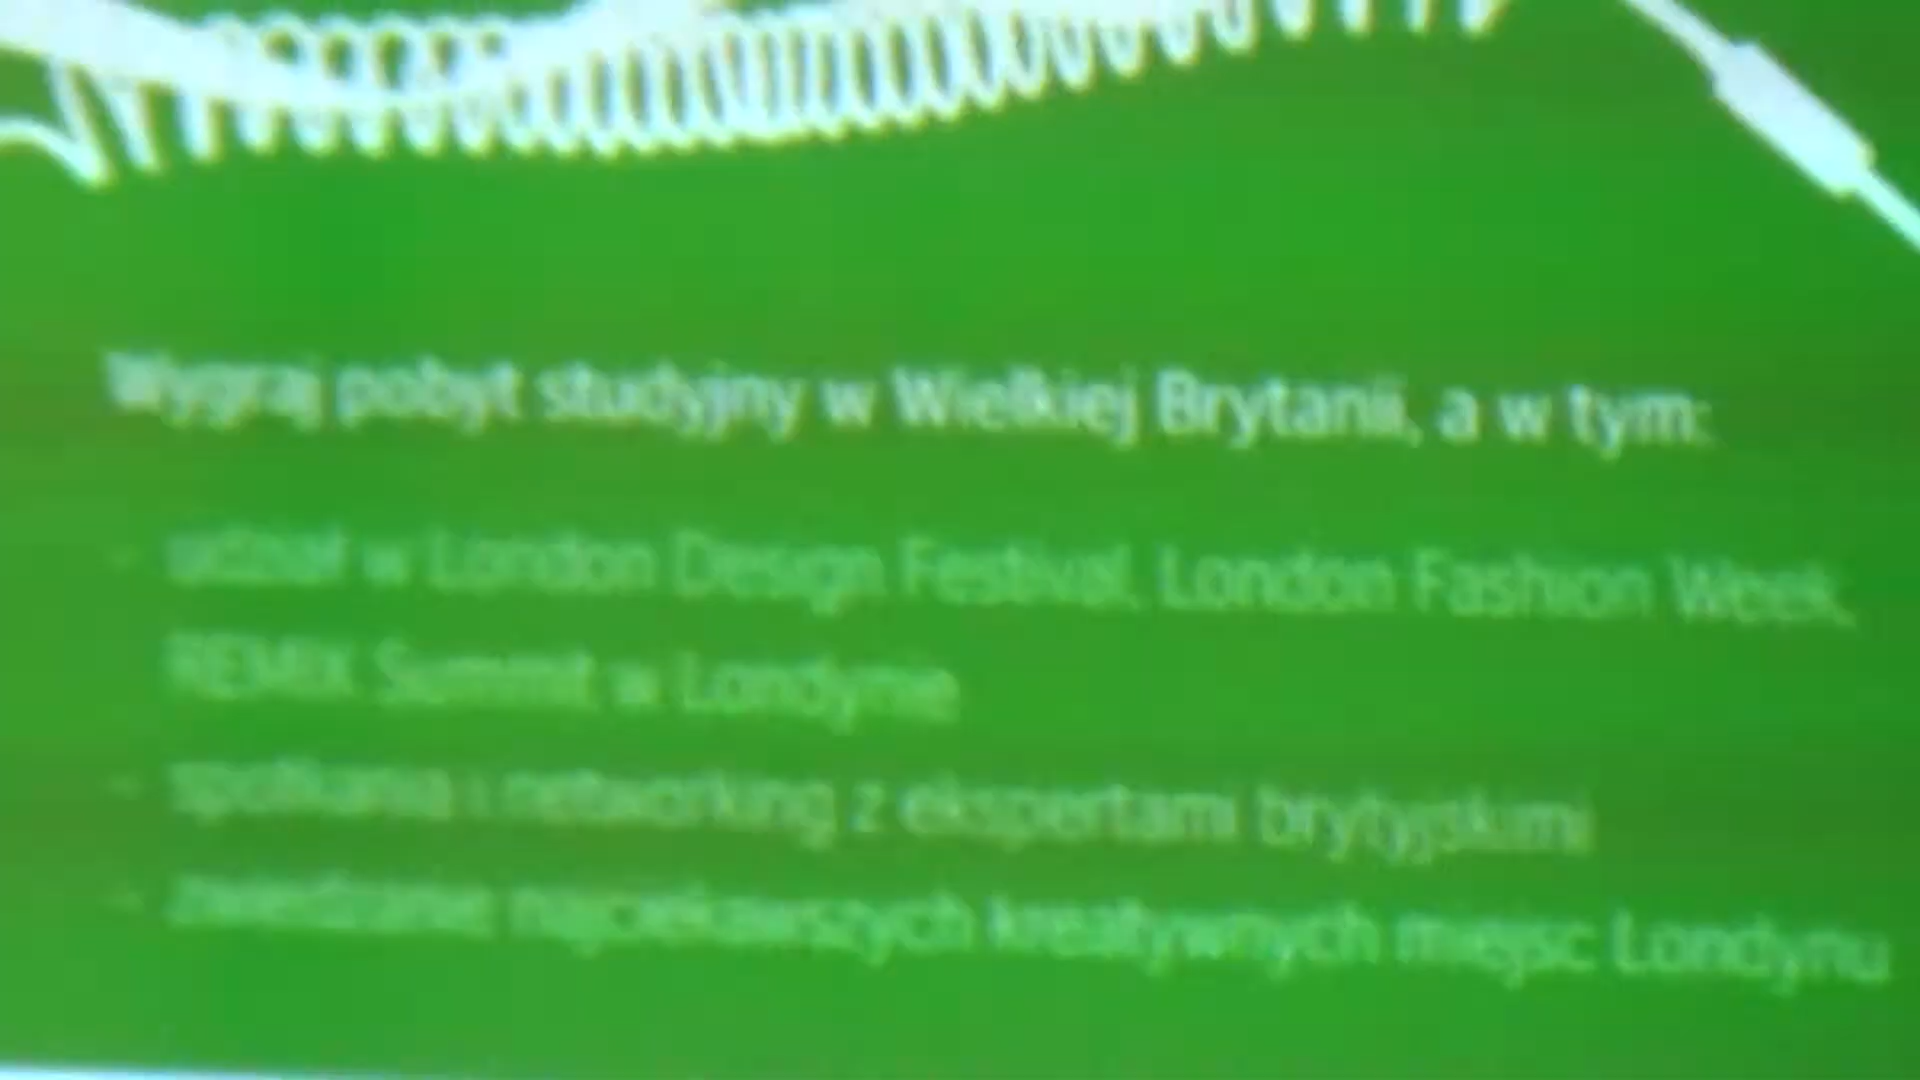 Wygraj pobyt studyjny w Wielkiej Brytanii, a w tym:
- udział w London Design Festival, London Fashion Week,
REMIX Summit w Londynie
- spotkania i networking z ekspertami brytyjskimi
- zwiedzanie najciekawszych kreatywnych miejsc Londynu